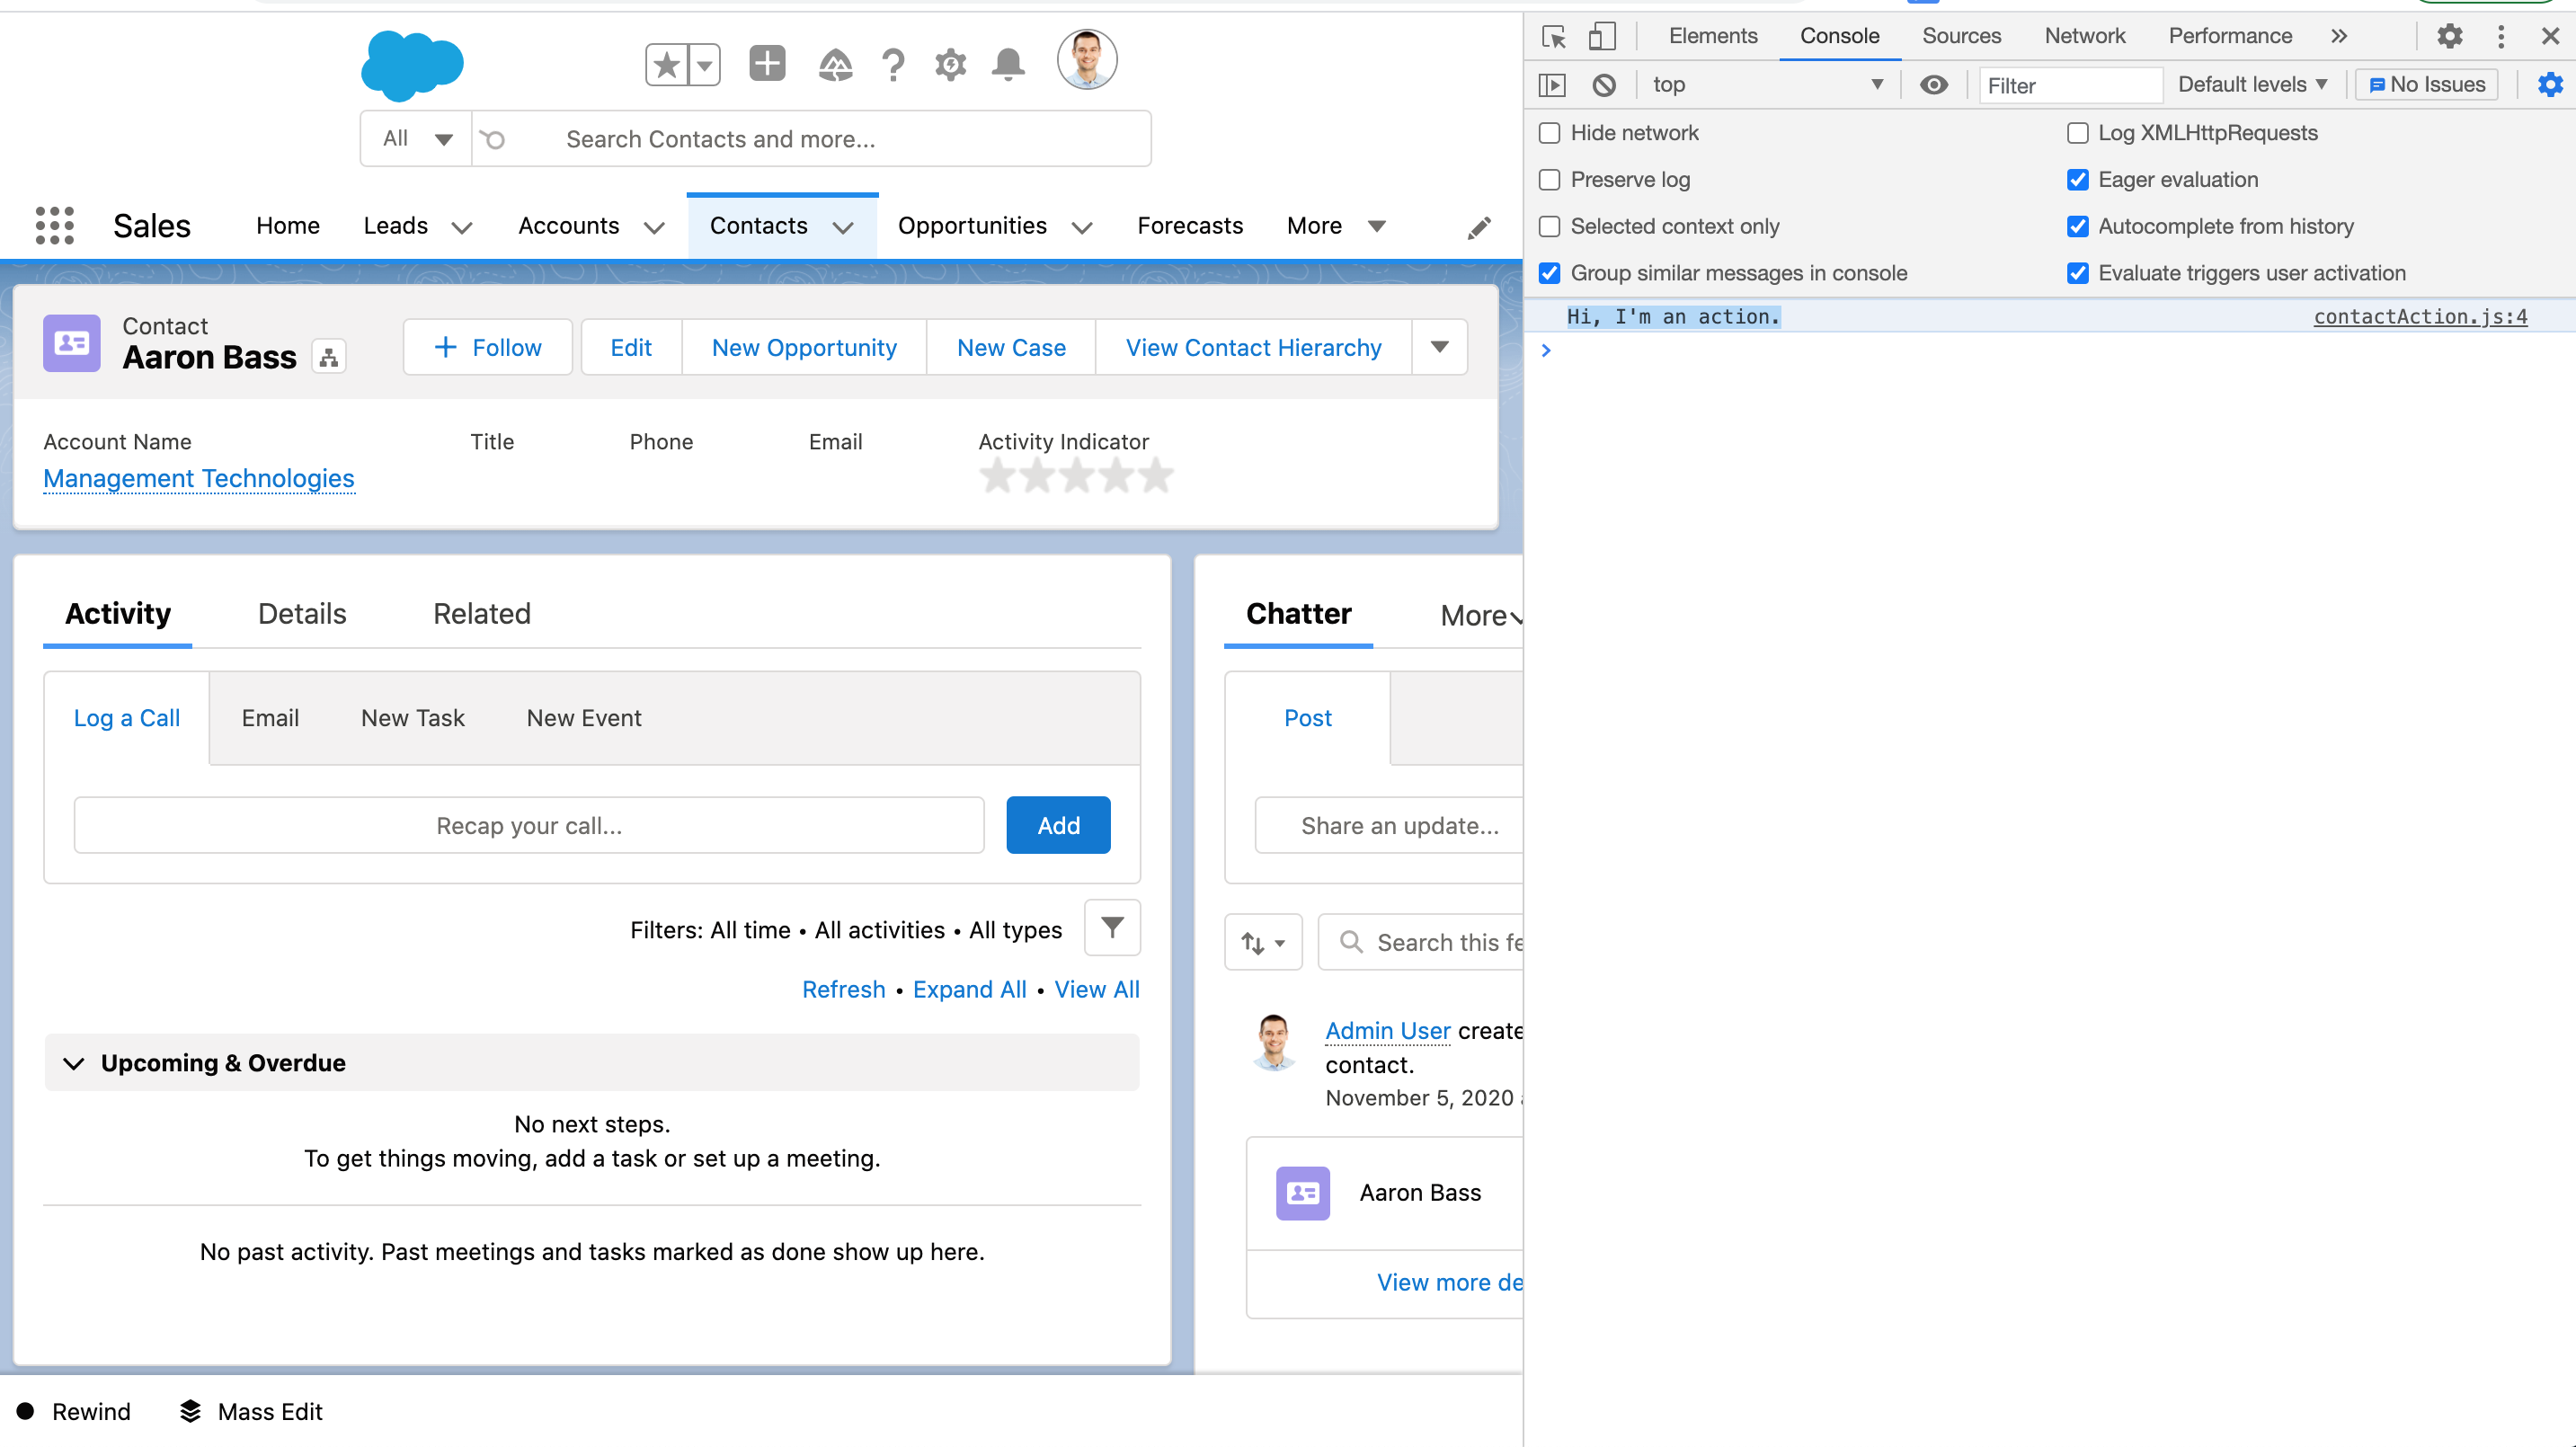 All
Search Contacts and more...
Sales
Home
Leads
Accounts
Contacts
Opportunities
Forecasts
More
Contact
Aaron Bass
Follow
Edit
New Opportunity
New Case
View Contact Hierarchy
Account Name
Title
Phone
Email
Activity Indicator
Management Technologies
Activity
Details
Related
Log a Call
Email
New Task
New Event
Recap your call...
Add
Filters: All time • All activities • All types
Refresh • Expand All • View All
Upcoming & Overdue
No next steps.
To get things moving, add a task or set up a meeting.
No past activity. Past meetings and tasks marked as done show up here.
Chatter
More
Post
Share an update...
Search this fe
Admin User create
contact.
November 5, 2020
Aaron Bass
View more de
Rewind
Mass Edit
Elements
Console
Sources
Network
Performance
top
Filter
Default levels
No Issues
Hide network
Log XMLHttpRequests
Preserve log
Eager evaluation
Selected context only
Autocomplete from history
Group similar messages in console
Evaluate triggers user activation
Hi, I'm an action.
contactAction.js:4